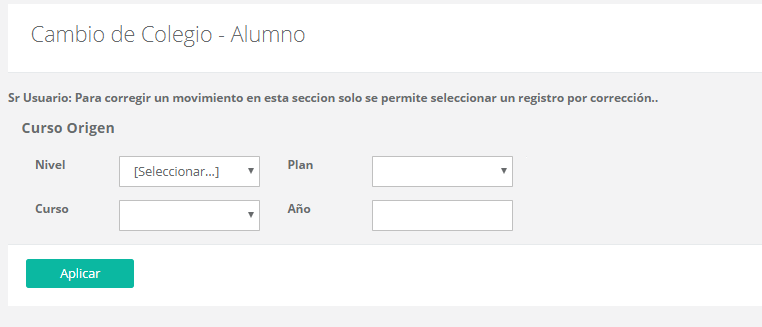 Cambio de Colegio - Alumno
Sr Usuario: Para corregir un movimiento en esta seccion solo se permite seleccionar un registro por corrección..
Curso Origen
Nivel [Seleccionar...] Plan
Curso Año
Aplicar